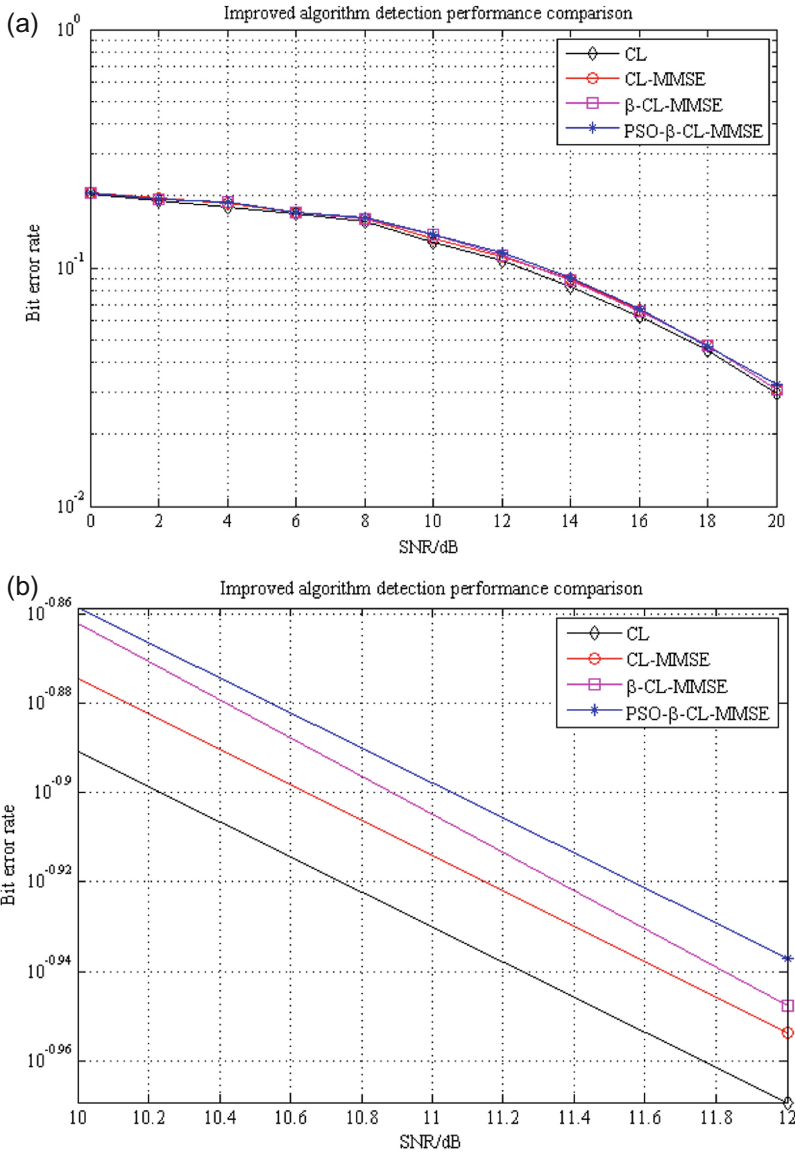 (a)
Improved algorithm detection performance comparison
10^0
10^-1
10^-2
Bit error rate
CL
CL-MMSE
β-CL-MMSE
PSO-β-CL-MMSE
0 2 4 6 8 10 12 14 16 18 20
SNR/dB
(b)
Improved algorithm detection performance comparison
10^-0.86
10^-0.88
10^-0.9
10^-0.92
10^-0.94
10^-0.96
Bit error rate
CL
CL-MMSE
β-CL-MMSE
PSO-β-CL-MMSE
10 10.2 10.4 10.6 10.8 11 11.2 11.4 11.6 11.8 12
SNR/dB